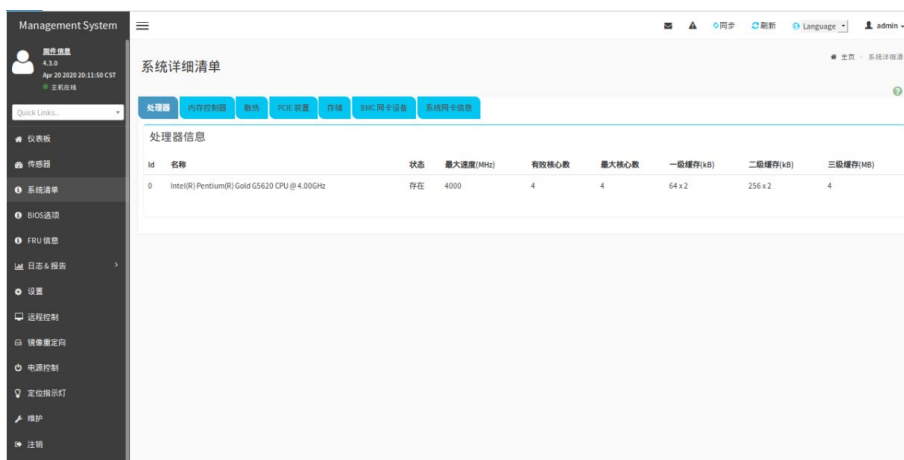 Management System
同步
刷新
Language
admin
固件信息
4.3.0
Apr 20 2020 20:11:50 CST
主机在线
Quick Links...
仪表板
传感器
系统清单
BIOS选项
FRU 信息
日志&报告
设置
远程控制
镜像重定向
电源控制
定位指示灯
维护
注销
系统详细清单
主页
系统详细清
处理器
内存控制器
散热
PCIE 装置
存储
BMC 网卡设备
系统网卡信息
处理器信息
Id 名称 状态 最大速度(MHz) 有效核心数 最大核心数 一级缓存(kB) 二级缓存(kB) 三级缓存(MB)
0 Intel(R) Pentium(R) Gold G5620 CPU @ 4.00GHz 存在 4000 4 4 64 x 2 256 x 2 4